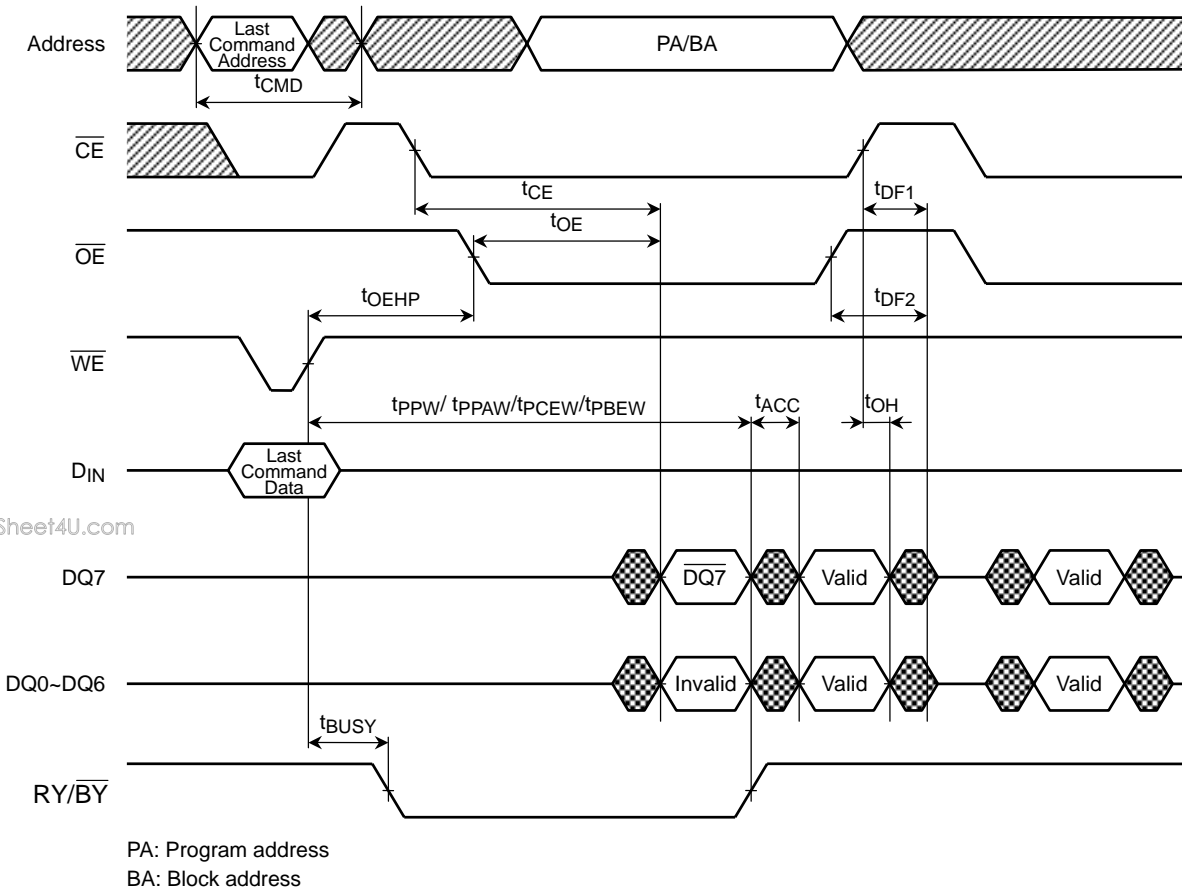 Address
Last
Command
Address
PA/BA
tCMD
CE
tCE
tDF1
tOE
OE
tOEHP
tDF2
WE
tPPW/ tPPAW/tPCEW/tPBEW
tACC
tOH
DIN
Last
Command
Data
Sheet4U.com
DQ7
DQ7
Valid
Valid
DQ0~DQ6
Invalid
Valid
Valid
tBUSY
RY/BY
PA: Program address
BA: Block address